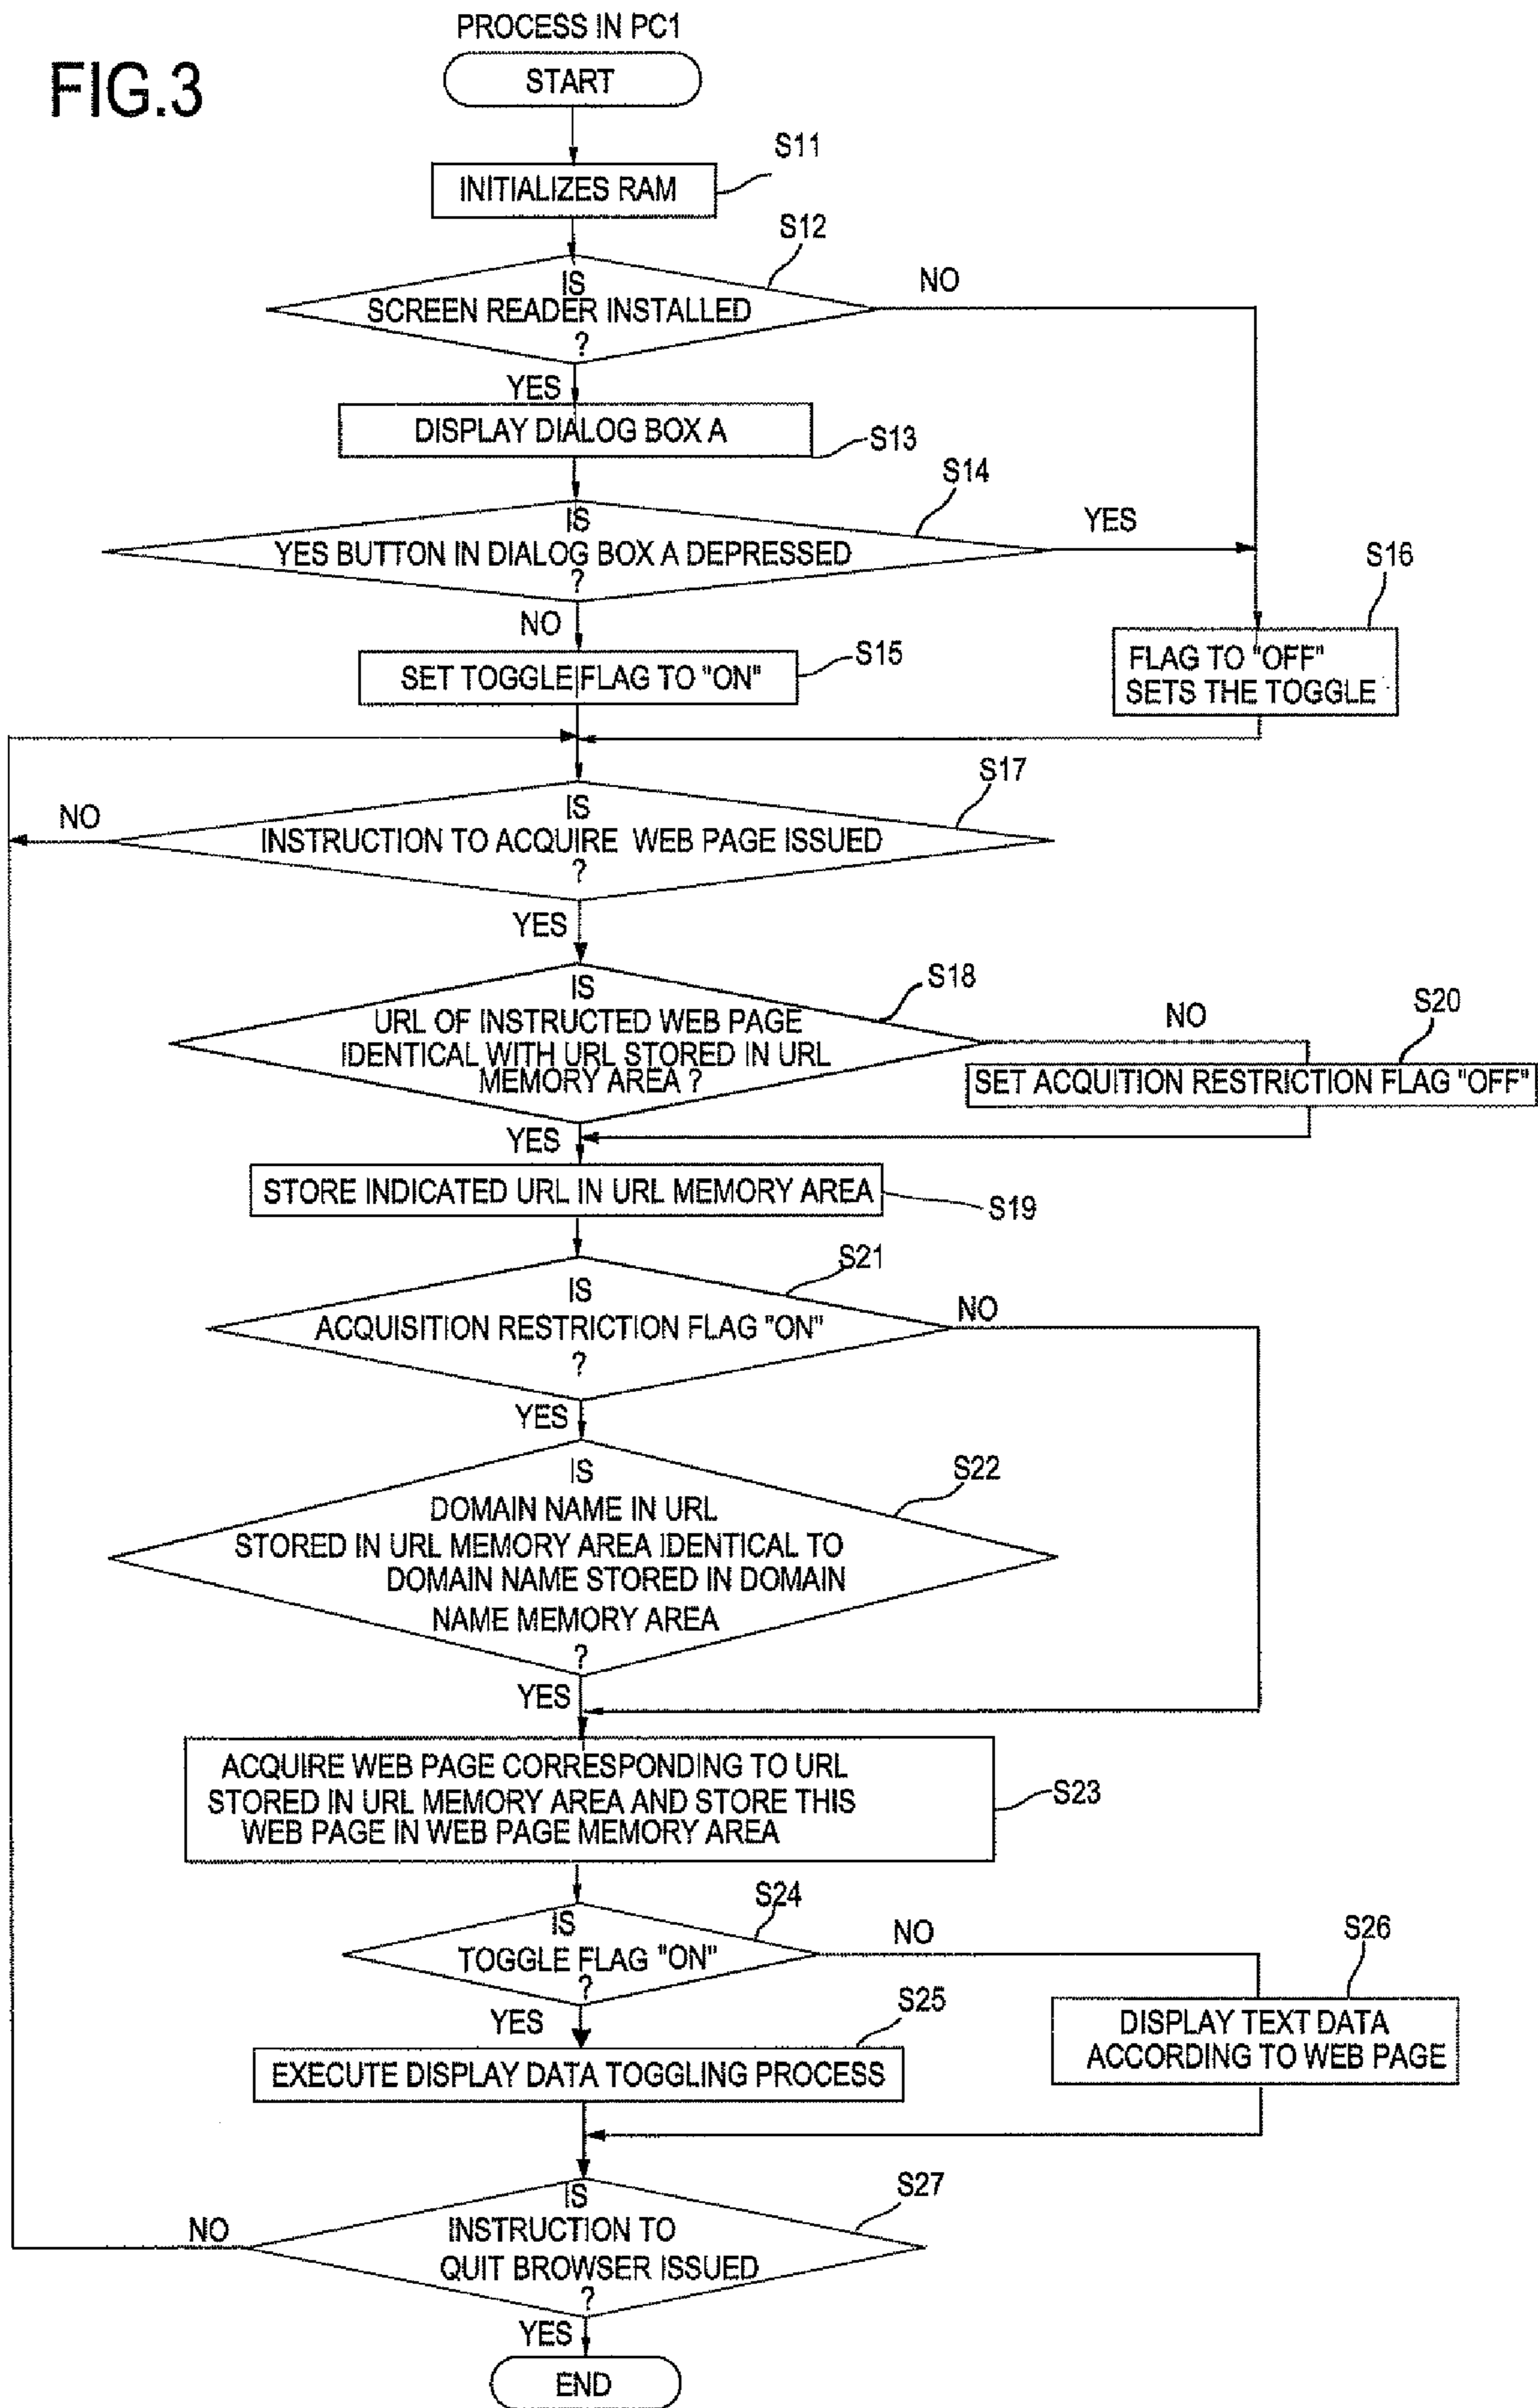 PROCESS IN PC1
FIG.3
START
S11
INITIALIZES RAM
S12
IS
SCREEN READER INSTALLED
?
NO
YES
DISPLAY DIALOG BOX A
S13
S14
IS
YES BUTTON IN DIALOG BOX A DEPRESSED
?
YES
NO
S16
FLAG TO "OFF"
SETS THE TOGGLE
S15
SET TOGGLE FLAG TO "ON"
S17
IS
INSTRUCTION TO ACQUIRE WEB PAGE ISSUED
?
NO
YES
S18
IS
URL OF INSTRUCTED WEB PAGE
IDENTICAL WITH URL STORED IN URL
MEMORY AREA ?
NO
S20
SET ACQUITION RESTRICTION FLAG "OFF"
YES
STORE INDICATED URL IN URL MEMORY AREA
S19
S21
IS
ACQUISITION RESTRICTION FLAG "ON"
?
NO
YES
S22
IS
DOMAIN NAME IN URL
STORED IN URL MEMORY AREA IDENTICAL TO
DOMAIN NAME STORED IN DOMAIN
NAME MEMORY AREA
?
YES
ACQUIRE WEB PAGE CORRESPONDING TO URL
STORED IN URL MEMORY AREA AND STORE THIS
WEB PAGE IN WEB PAGE MEMORY AREA
S23
S24
IS
TOGGLE FLAG "ON"
?
NO
YES
S26
DISPLAY TEXT DATA
ACCORDING TO WEB PAGE
S25
EXECUTE DISPLAY DATA TOGGLING PROCESS
S27
IS
INSTRUCTION TO
QUIT BROWSER ISSUED
?
NO
YES
END